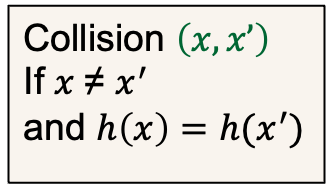 Collision (x, x’)
If x ≠ x′
and h(x) = h(x′)